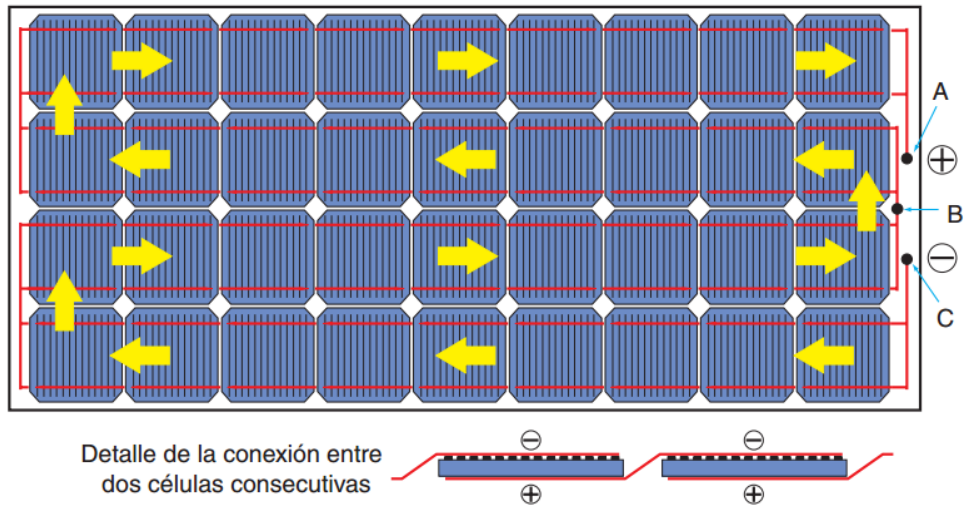 A
+
B
−
C
Detalle de la conexión entre
dos células consecutivas
− −
+ +